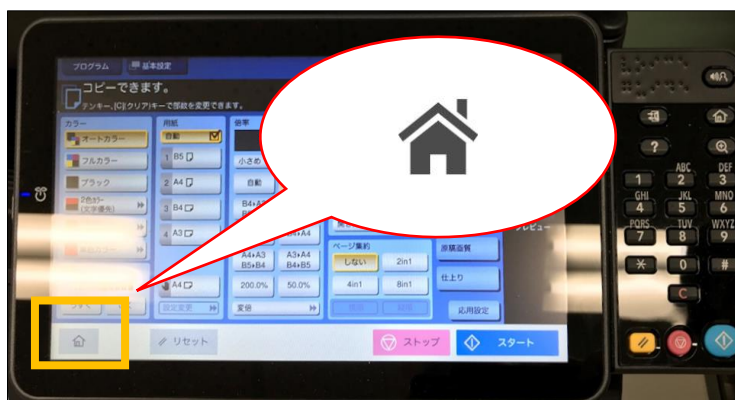 プログラム 基本設定
コピーできます。
テンキー、[C](クリア)キーで部数を変更できます。
カラー
オートカラー
フルカラー
ブラック
2色カラー
(文字優先)
用紙
自動
1 B5
2 A4
3 B4
4 A3
A4
設定変更
倍率
小さめ
自動
A4▸A3
B5▸B4
A3▸A4
B4▸B5
200.0% 50.0%
変倍
ページ集約
しない 2in1
4in1 8in1
原稿画質
仕上り
応用設定
プレビュー
リセット
ストップ
スタート
?
ABC DEF
1 2 3
GHI JKL MNO
4 5 6
PQRS TUV WXYZ
7 8 9
* 0 #
C